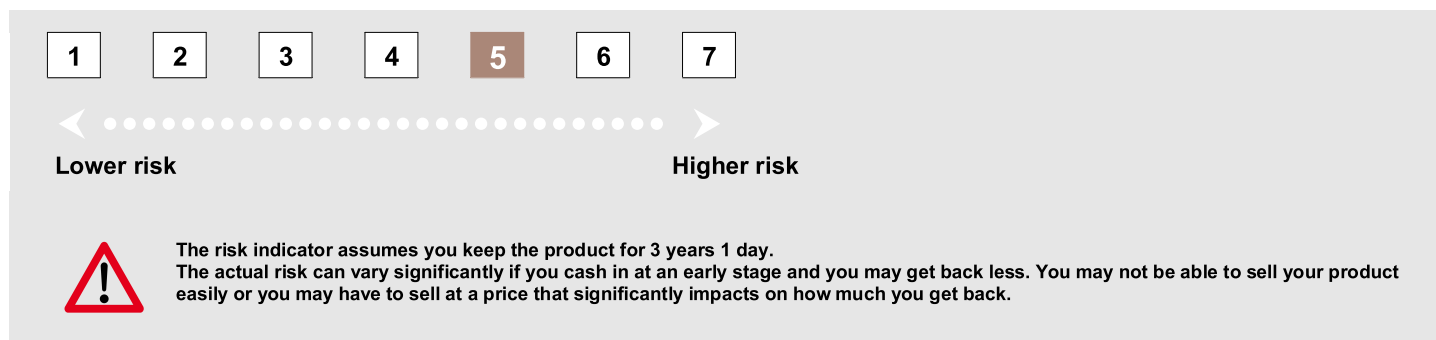 1 2 3 4 5 6 7
Lower risk Higher risk
The risk indicator assumes you keep the product for 3 years 1 day.
The actual risk can vary significantly if you cash in at an early stage and you may get back less. You may not be able to sell your product
easily or you may have to sell at a price that significantly impacts on how much you get back.